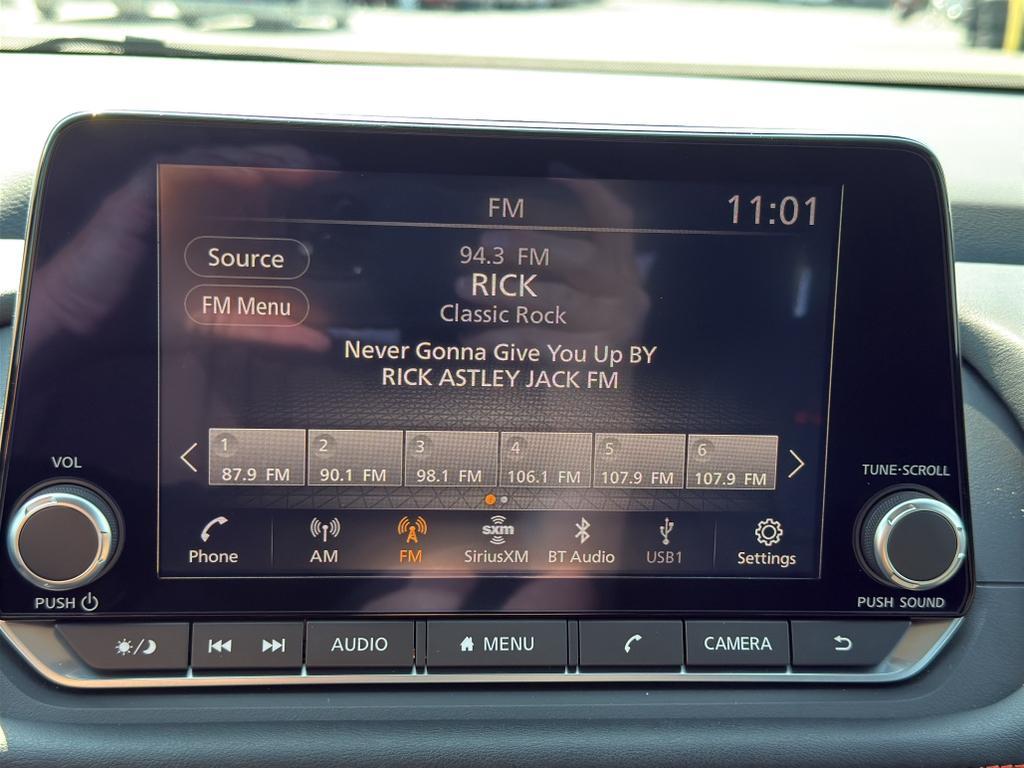 FM
11:01
Source
94.3 FM
FM Menu
RICK
Classic Rock
Never Gonna Give You Up BY
RICK ASTLEY JACK FM
1
2
3
4
5
6
87.9 FM
90.1 FM
98.1 FM
106.1 FM
107.9 FM
107.9 FM
VOL
TUNE·SCROLL
sxm
Phone
AM
FM
SiriusXM
BT Audio
USB1
Settings
PUSH
PUSH SOUND
AUDIO
MENU
CAMERA